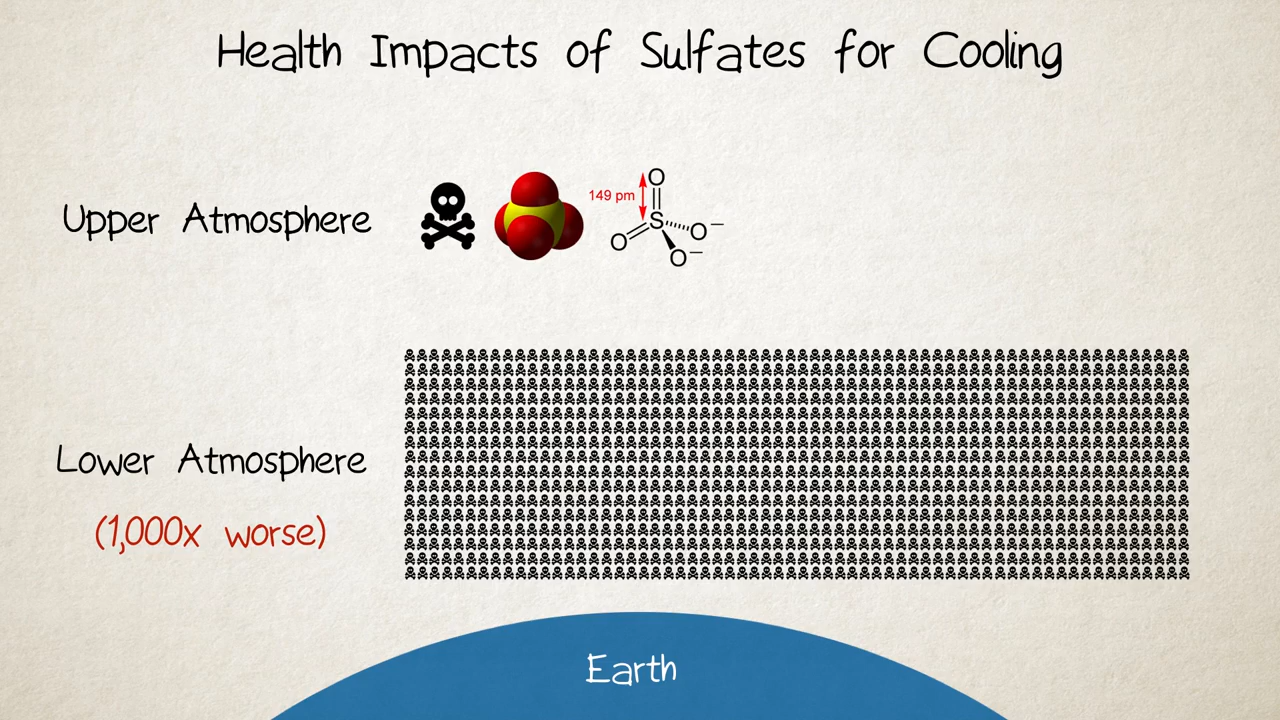 Health Impacts of Sulfates for Cooling
Upper Atmosphere
149 pm
O
S
O
O−
O−
Lower Atmosphere
(1,000x worse)
Earth